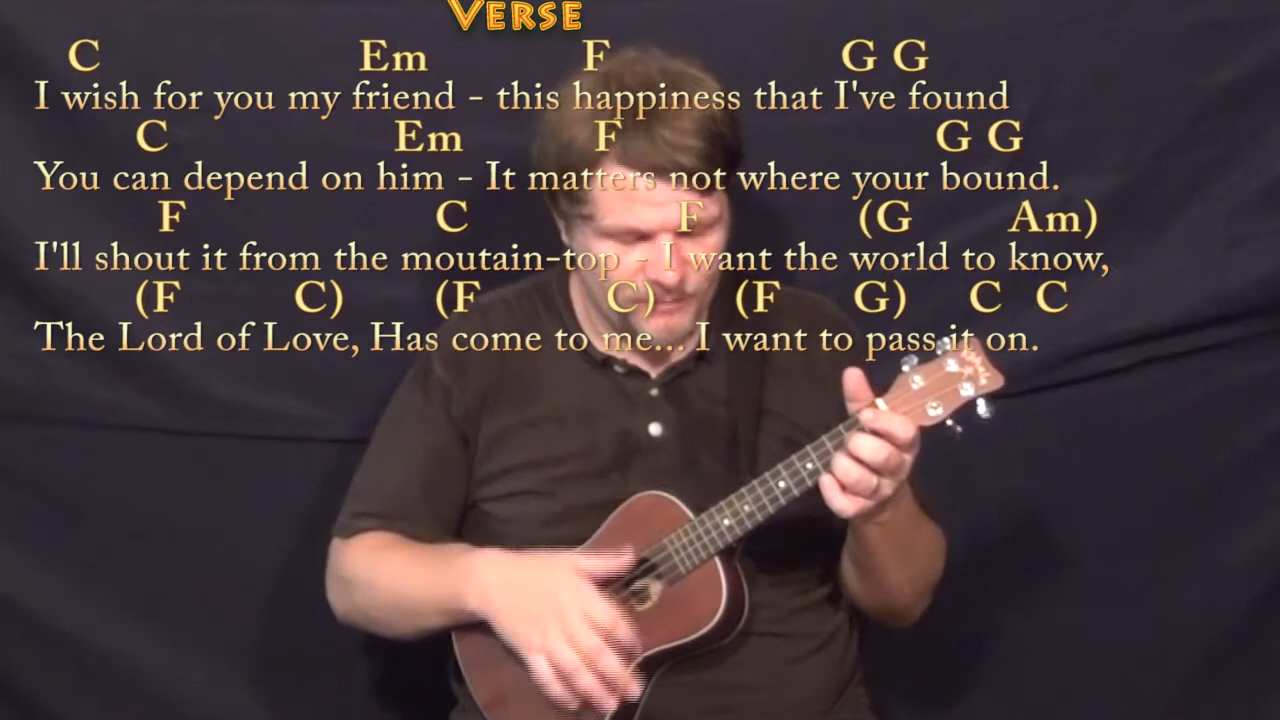 VERSE
C Em F G G
I wish for you my friend - this happiness that I've found
C Em F G G
You can depend on him - It matters not where your bound.
F C F (G Am)
I'll shout it from the moutain-top - I want the world to know,
(F C) (F C) (F G) C C
The Lord of Love, Has come to me... I want to pass it on.